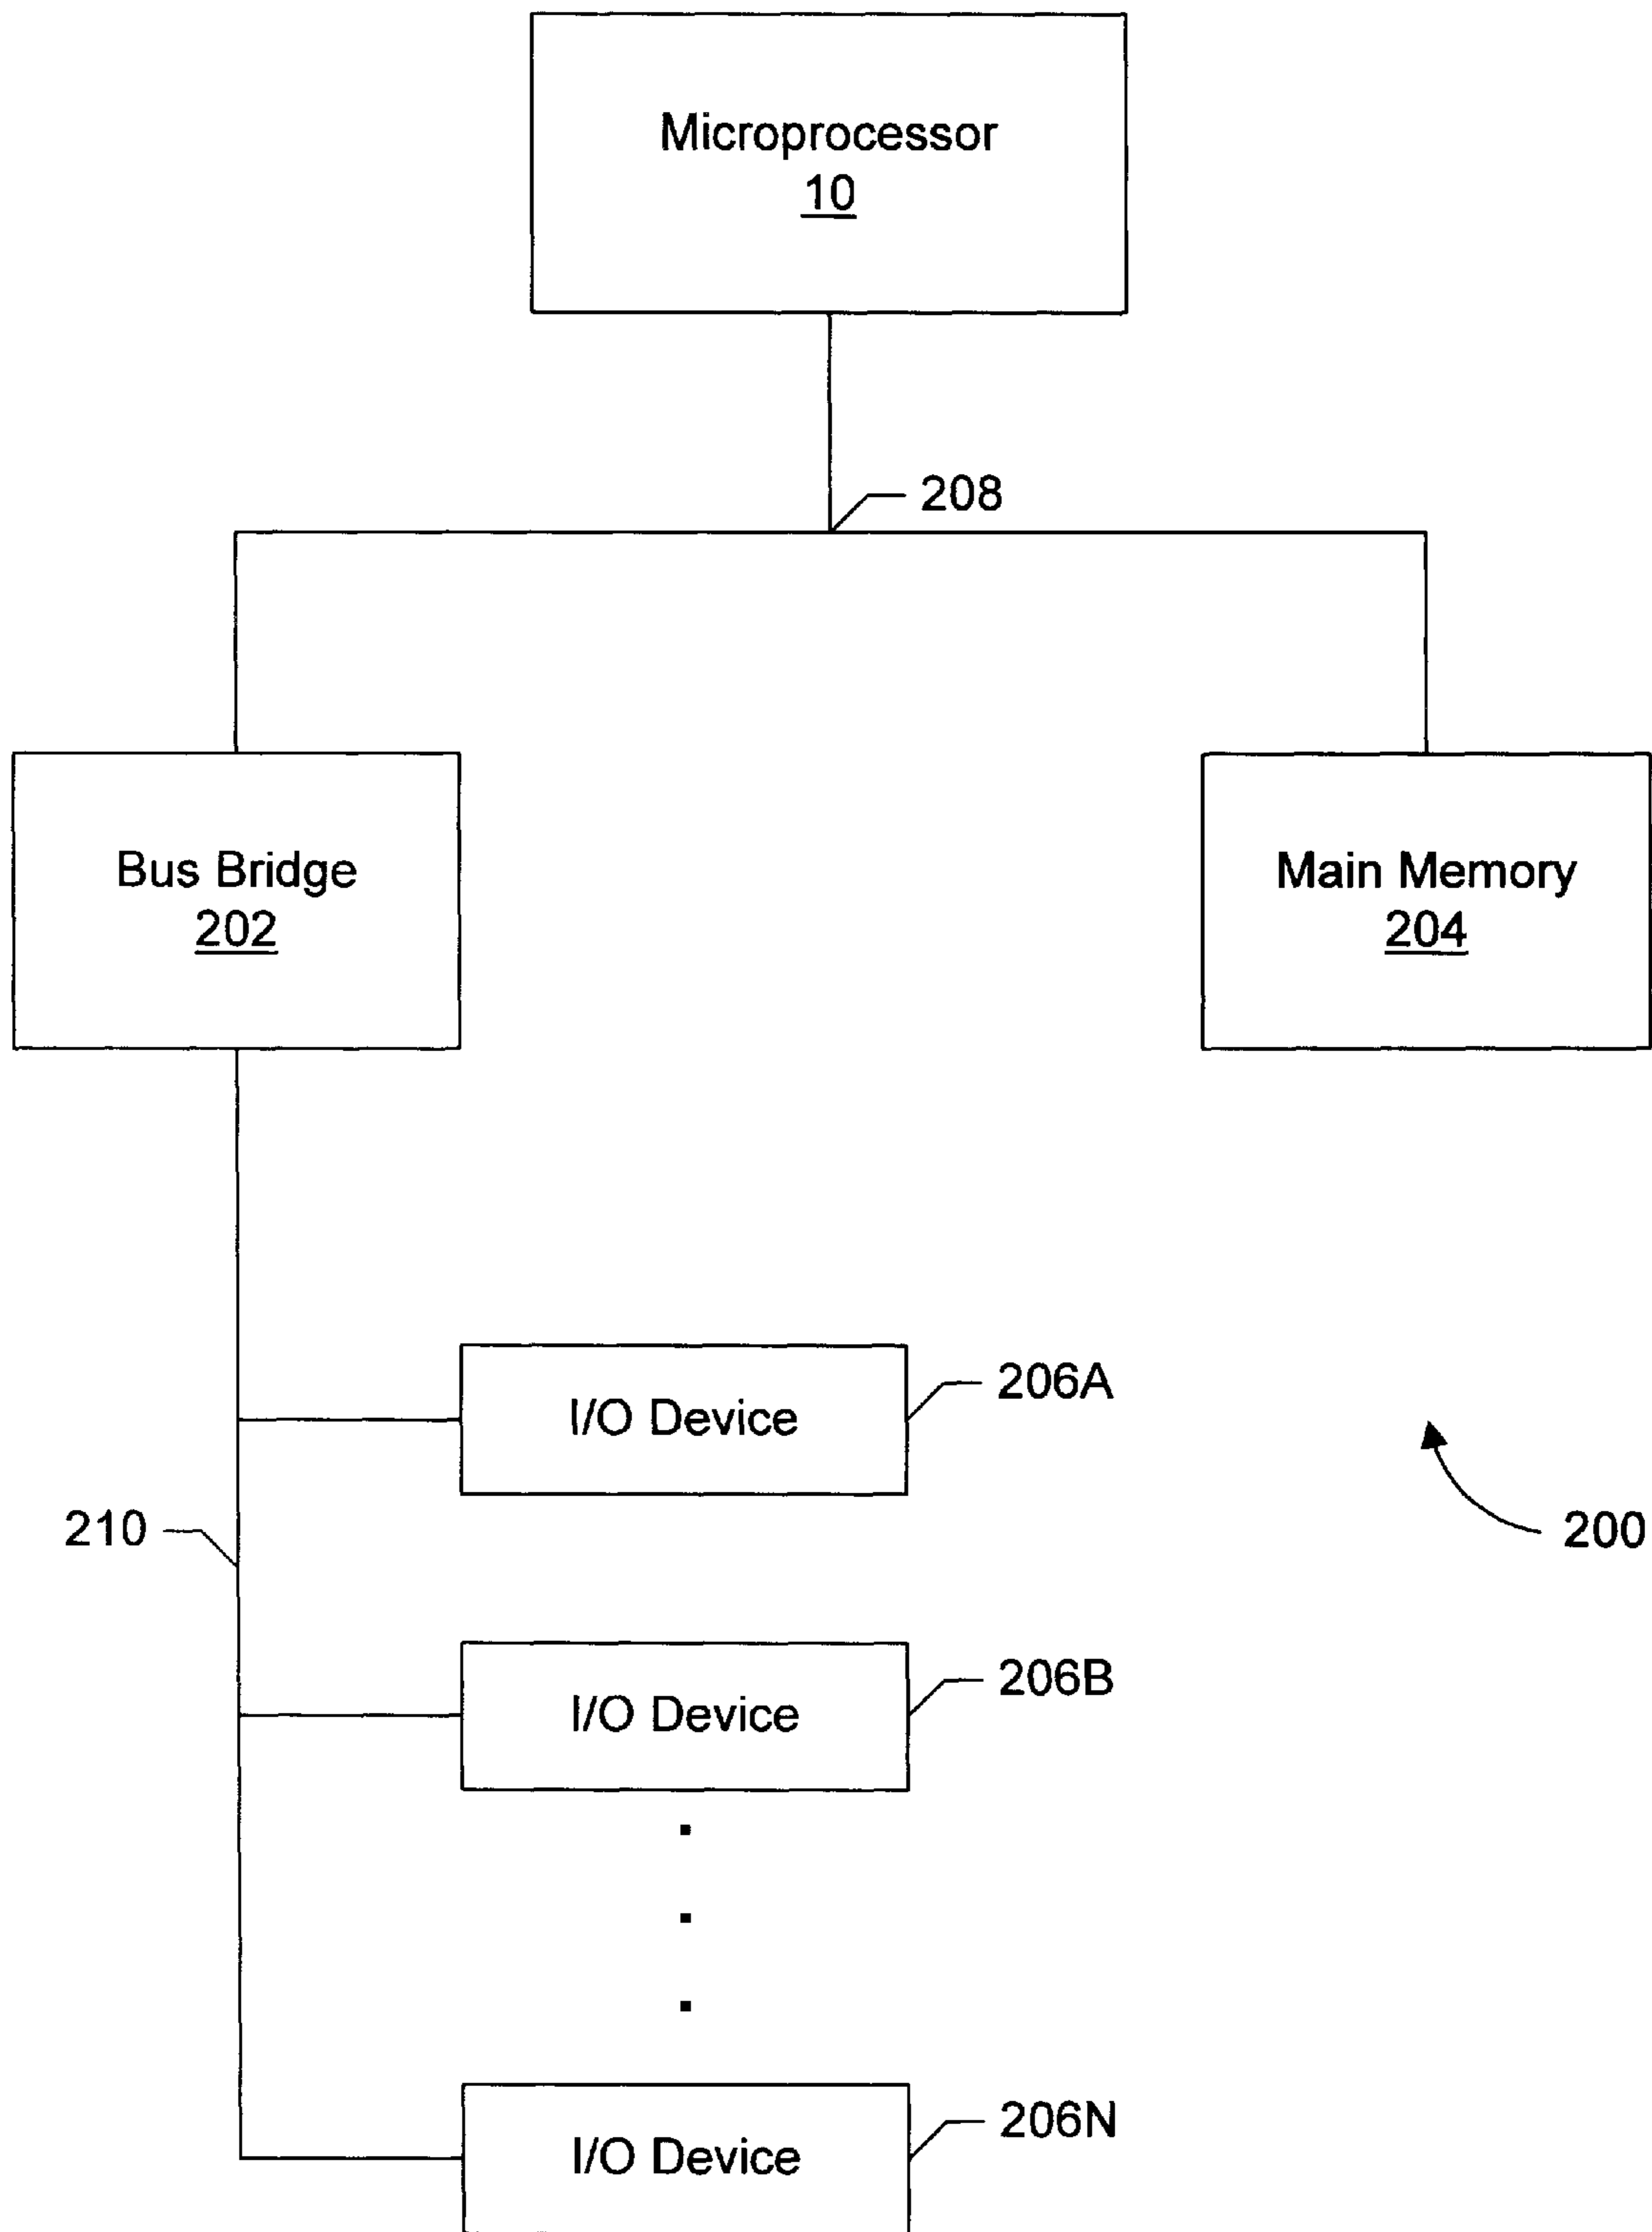 Microprocessor
10
208
Bus Bridge
202
Main Memory
204
I/O Device
206A
210
200
I/O Device
206B
I/O Device
206N